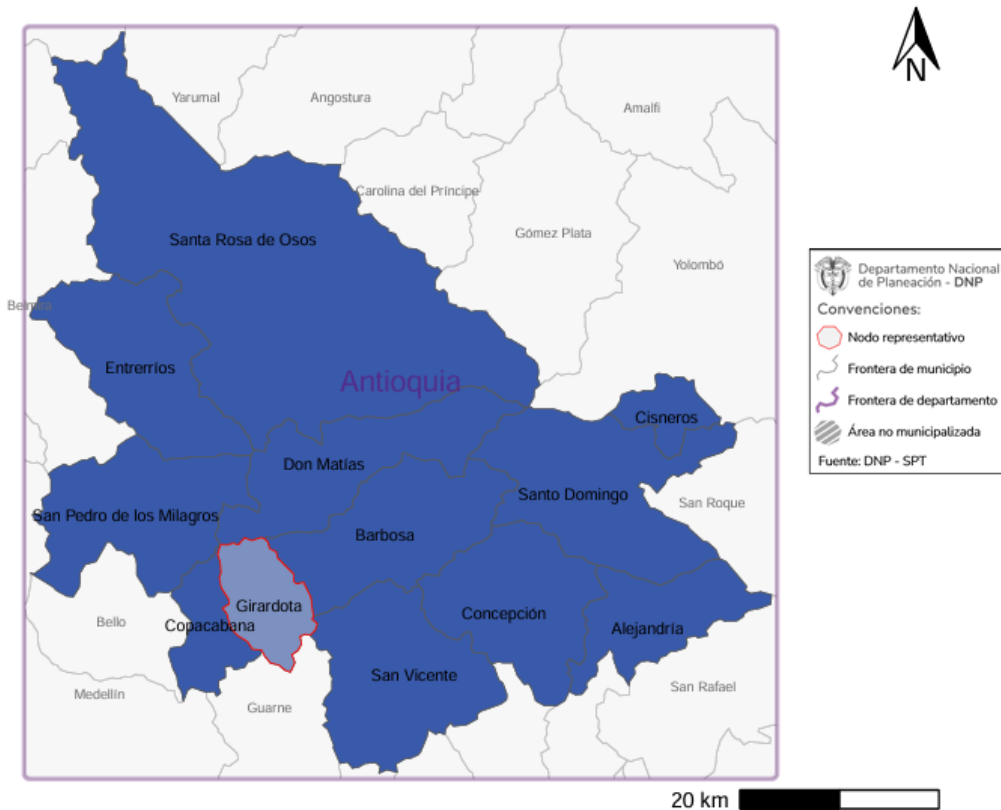 N
Yarumal
Angostura
Amalfi
Carolina del Príncipe
Santa Rosa de Osos
Gómez Plata
Yolombó
Belmira
Entrerríos
Antioquia
Cisneros
Don Matías
Santo Domingo
San Roque
San Pedro de los Milagros
Barbosa
Girardota
Concepción
Bello
Copacabana
Alejandría
San Vicente
San Rafael
Medellín
Guarne
Departamento Nacional
de Planeación - DNP
Convenciones:
Nodo representativo
Frontera de municipio
Frontera de departamento
Área no municipalizada
Fuente: DNP - SPT
20 km